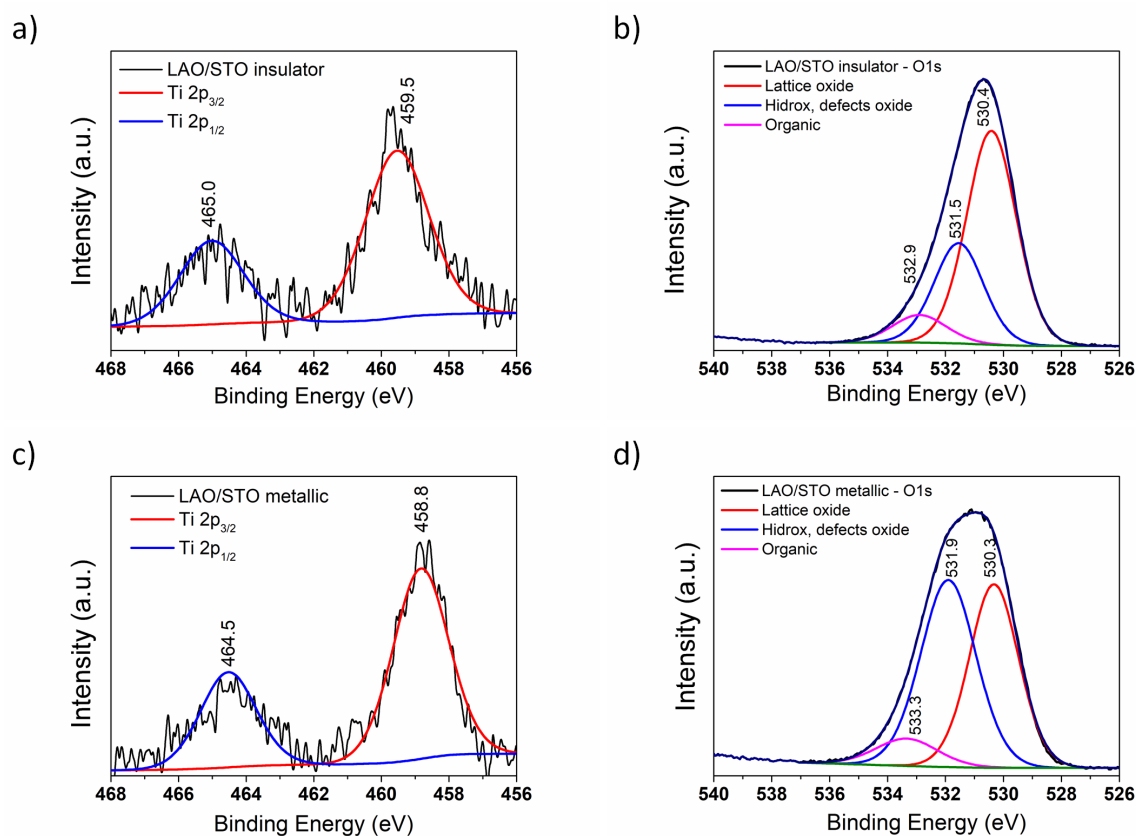 a)
LAO/STO insulator
Ti 2p3/2
Ti 2p1/2
465.0
459.5
Intensity (a.u.)
468 466 464 462 460 458 456
Binding Energy (eV)
b)
LAO/STO insulator - O1s
Lattice oxide
Hidrox, defects oxide
Organic
532.9
531.5
530.4
Intensity (a.u.)
540 538 536 534 532 530 528 526
Binding Energy (eV)
c)
LAO/STO metallic
Ti 2p3/2
Ti 2p1/2
464.5
458.8
Intensity (a.u.)
468 466 464 462 460 458 456
Binding Energy (eV)
d)
LAO/STO metallic - O1s
Lattice oxide
Hidrox, defects oxide
Organic
533.3
531.9
530.3
Intensity (a.u.)
540 538 536 534 532 530 528 526
Binding Energy (eV)